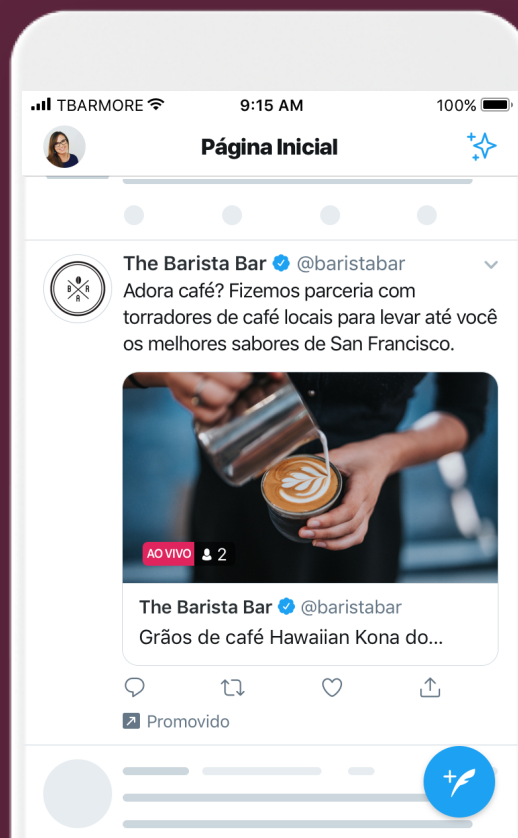 TBARMORE 9:15 AM 100%
Página Inicial
The Barista Bar @baristabar
Adora café? Fizemos parceria com
torradores de café locais para levar até você
os melhores sabores de San Francisco.
B A R A
AO VIVO 2
The Barista Bar @baristabar
Grãos de café Hawaiian Kona do...
Promovido